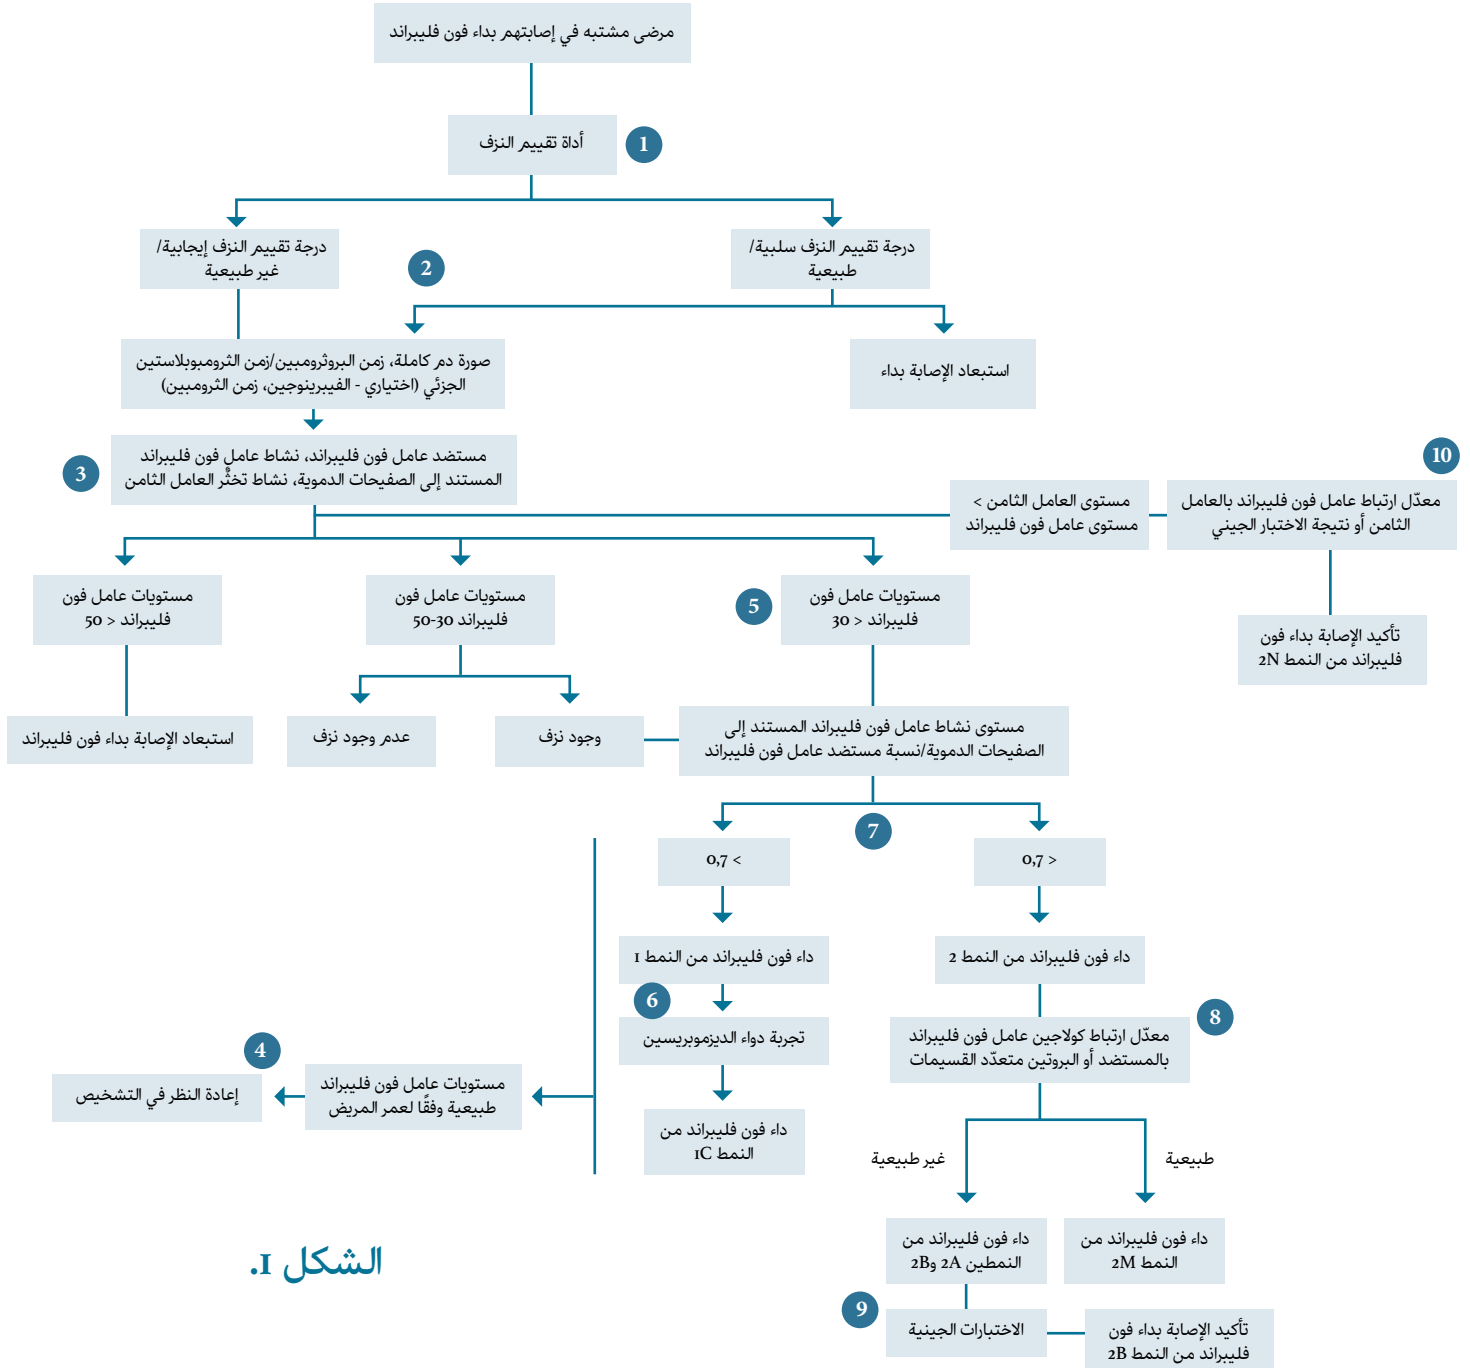 مرضى مشتبه في إصابتهم بداء فون فليبراند
أداة تقييم النزف
1
درجة تقييم النزف سلبية/
طبيعية
درجة تقييم النزف إيجابية/
غير طبيعية
2
استبعاد الإصابة بداء
صورة دم كاملة، زمن البروثرومبين/زمن الثرومبوبلاستين
الجزئي (اختياري - الفيبرينوجين، زمن الثرومبين)
مستضد عامل فون فليبراند، نشاط عامل فون فليبراند
المستند إلى الصفيحات الدموية، نشاط تخثُّر العامل الثامن
3
10
معدّل ارتباط عامل فون فليبراند بالعامل
الثامن أو نتيجة الاختبار الجيني
مستوى العامل الثامن <
مستوى عامل فون فليبراند
تأكيد الإصابة بداء فون
فليبراند من النمط 2N
5
مستويات عامل فون
فليبراند < 30
مستويات عامل فون
فليبراند 30-50
مستويات عامل فون
فليبراند < 50
مستوى نشاط عامل فون فليبراند المستند إلى
الصفيحات الدموية/نسبة مستضد عامل فون فليبراند
وجود نزف
عدم وجود نزف
استبعاد الإصابة بداء فون فليبراند
7
0,7 >
0,7 <
داء فون فليبراند من النمط 2
داء فون فليبراند من النمط 1
6
8
معدّل ارتباط كولاجين عامل فون فليبراند
بالمستضد أو البروتين متعدّد القسيمات
تجربة دواء الديزموبريسين
4
مستويات عامل فون فليبراند
طبيعية وفقًا لعمر المريض
إعادة النظر في التشخيص
داء فون فليبراند من
النمط 1C
طبيعية
غير طبيعية
داء فون فليبراند من
النمط 2M
داء فون فليبراند من
النمطين 2A و2B
9
الاختبارات الجينية
تأكيد الإصابة بداء فون
فليبراند من النمط 2B
الشكل 1.